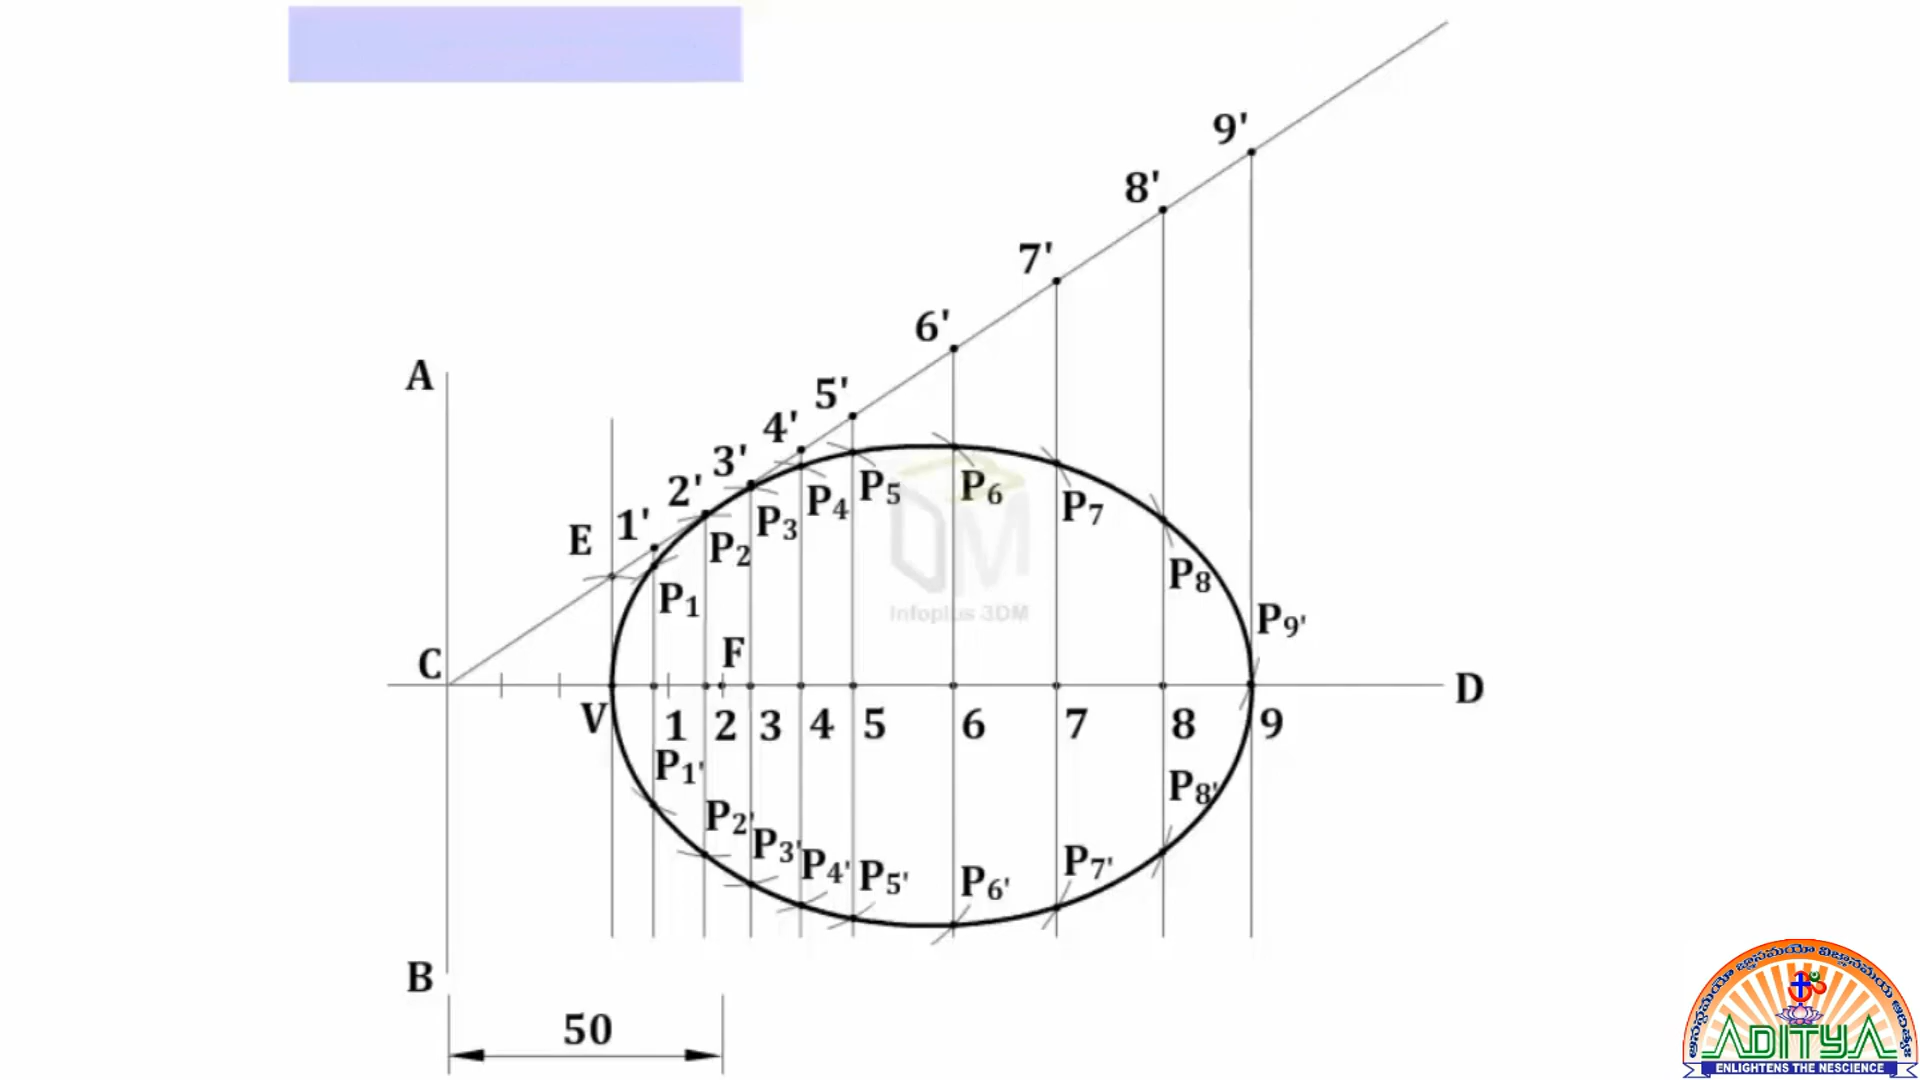 9'
8'
7'
6'
A
5'
4'
3'
2'
1'
E
P5
P6
P4
P7
P3
P2
P8
P1
P9'
F
C
D
V
1
2
3
4
5
6
7
8
9
P1'
P8'
P2'
P3'
P4'
P5'
P6'
P7'
B
50
Infoplus 3DM
ADITYA
ENLIGHTENS THE NESCIENCE